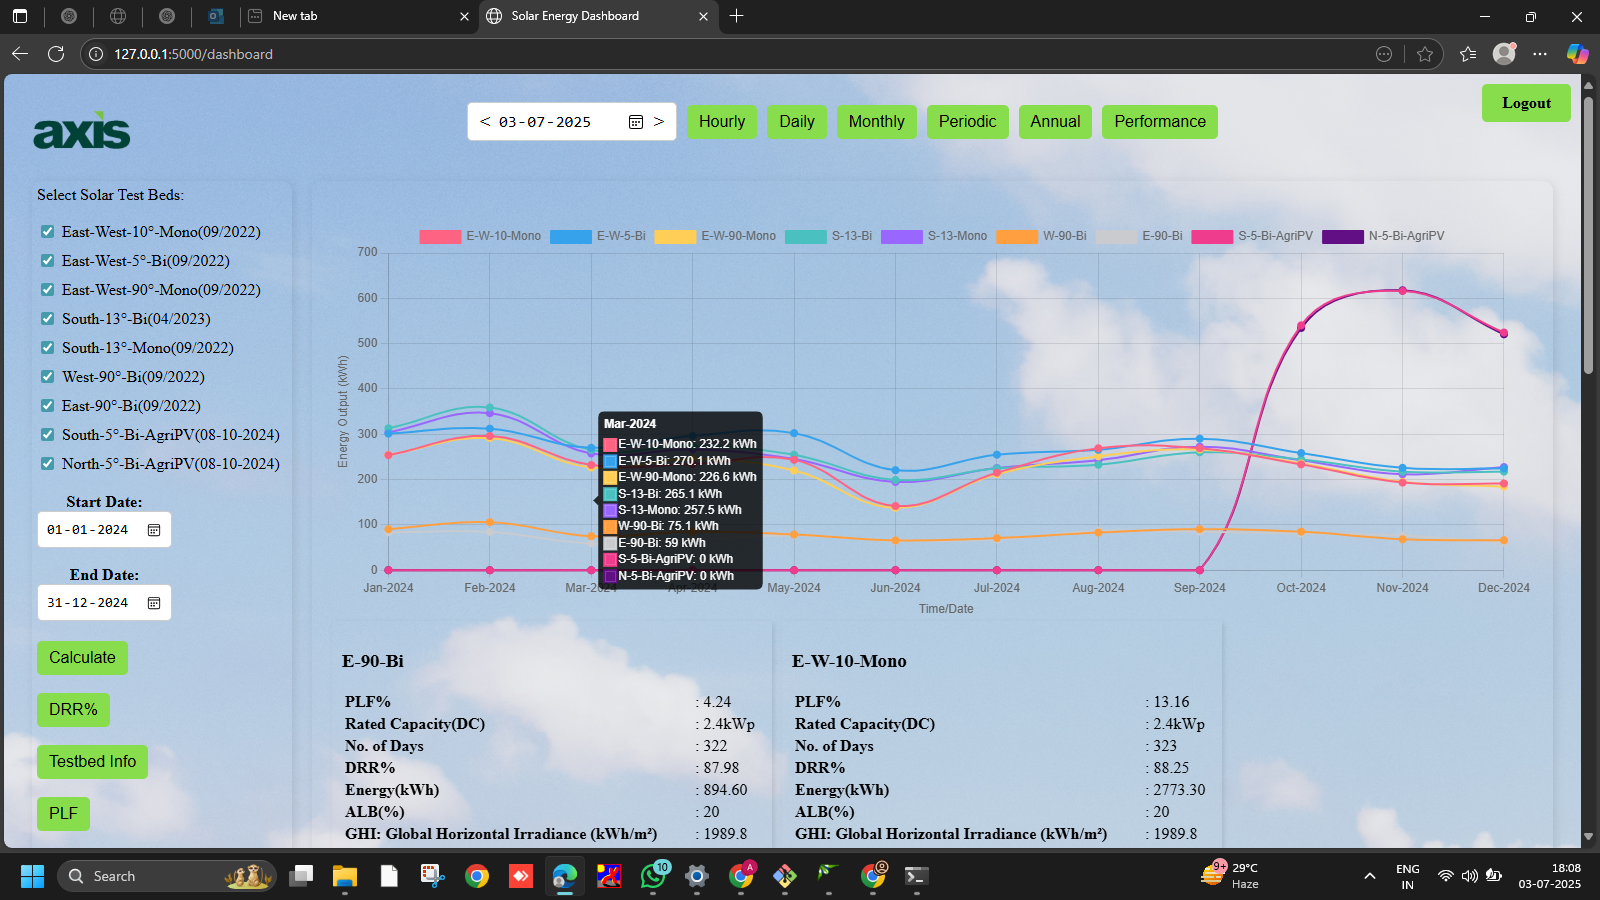 New tab
Solar Energy Dashboard
127.0.0.1:5000/dashboard
axis
< 03-07-2025 >
Hourly
Daily
Monthly
Periodic
Annual
Performance
Logout
Select Solar Test Beds:
East-West-10°-Mono(09/2022)
East-West-5°-Bi(09/2022)
East-West-90°-Mono(09/2022)
South-13°-Bi(04/2023)
South-13°-Mono(09/2022)
West-90°-Bi(09/2022)
East-90°-Bi(09/2022)
South-5°-Bi-AgriPV(08-10-2024)
North-5°-Bi-AgriPV(08-10-2024)
Start Date:
01-01-2024
End Date:
31-12-2024
Calculate
DRR%
Testbed Info
PLF
E-W-10-Mono E-W-5-Bi E-W-90-Mono S-13-Bi S-13-Mono W-90-Bi E-90-Bi S-5-Bi-AgriPV N-5-Bi-AgriPV
700
600
500
400
300
200
100
0
Energy Output (kWh)
Mar-2024
E-W-10-Mono: 232.2 kWh
E-W-5-Bi: 270.1 kWh
E-W-90-Mono: 226.6 kWh
S-13-Bi: 265.1 kWh
S-13-Mono: 257.5 kWh
W-90-Bi: 75.1 kWh
E-90-Bi: 59 kWh
S-5-Bi-AgriPV: 0 kWh
N-5-Bi-AgriPV: 0 kWh
Jan-2024 Feb-2024 Mar-2024 Apr-2024 May-2024 Jun-2024 Jul-2024 Aug-2024 Sep-2024 Oct-2024 Nov-2024 Dec-2024
Time/Date
E-90-Bi
PLF% : 4.24
Rated Capacity(DC) : 2.4kWp
No. of Days : 322
DRR% : 87.98
Energy(kWh) : 894.60
ALB(%) : 20
GHI: Global Horizontal Irradiance (kWh/m²) : 1989.8
E-W-10-Mono
PLF% : 13.16
Rated Capacity(DC) : 2.4kWp
No. of Days : 323
DRR% : 88.25
Energy(kWh) : 2773.30
ALB(%) : 20
GHI: Global Horizontal Irradiance (kWh/m²) : 1989.8
Search
10
A
9+
29°C
Haze
ENG
IN
18:08
03-07-2025